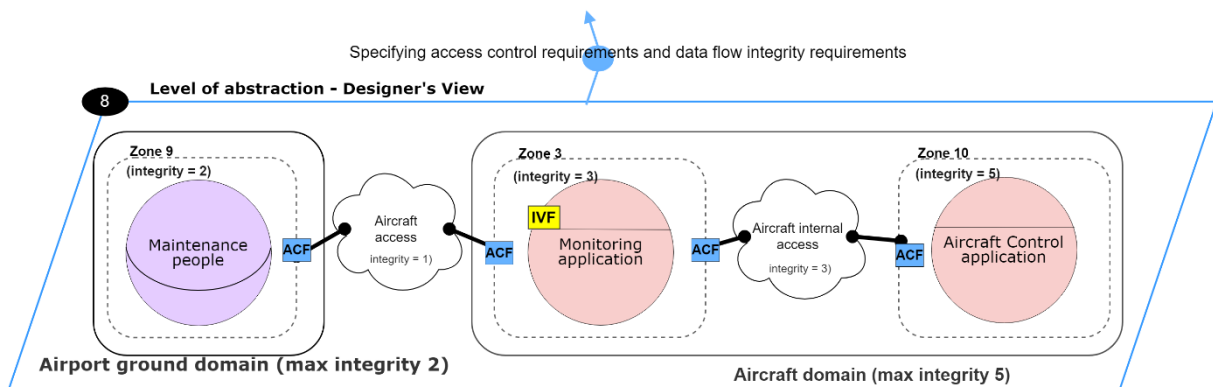 Specifying access control requirements and data flow integrity requirements
8
Level of abstraction - Designer's View
Zone 9
(integrity = 2)
Maintenance
people
ACF
Aircraft
access
integrity = 1)
ACF
Zone 3
(integrity = 3)
IVF
Monitoring
application
ACF
Aircraft internal
access
integrity = 3)
ACF
Zone 10
(integrity = 5)
Aircraft Control
application
Airport ground domain (max integrity 2)
Aircraft domain (max integrity 5)